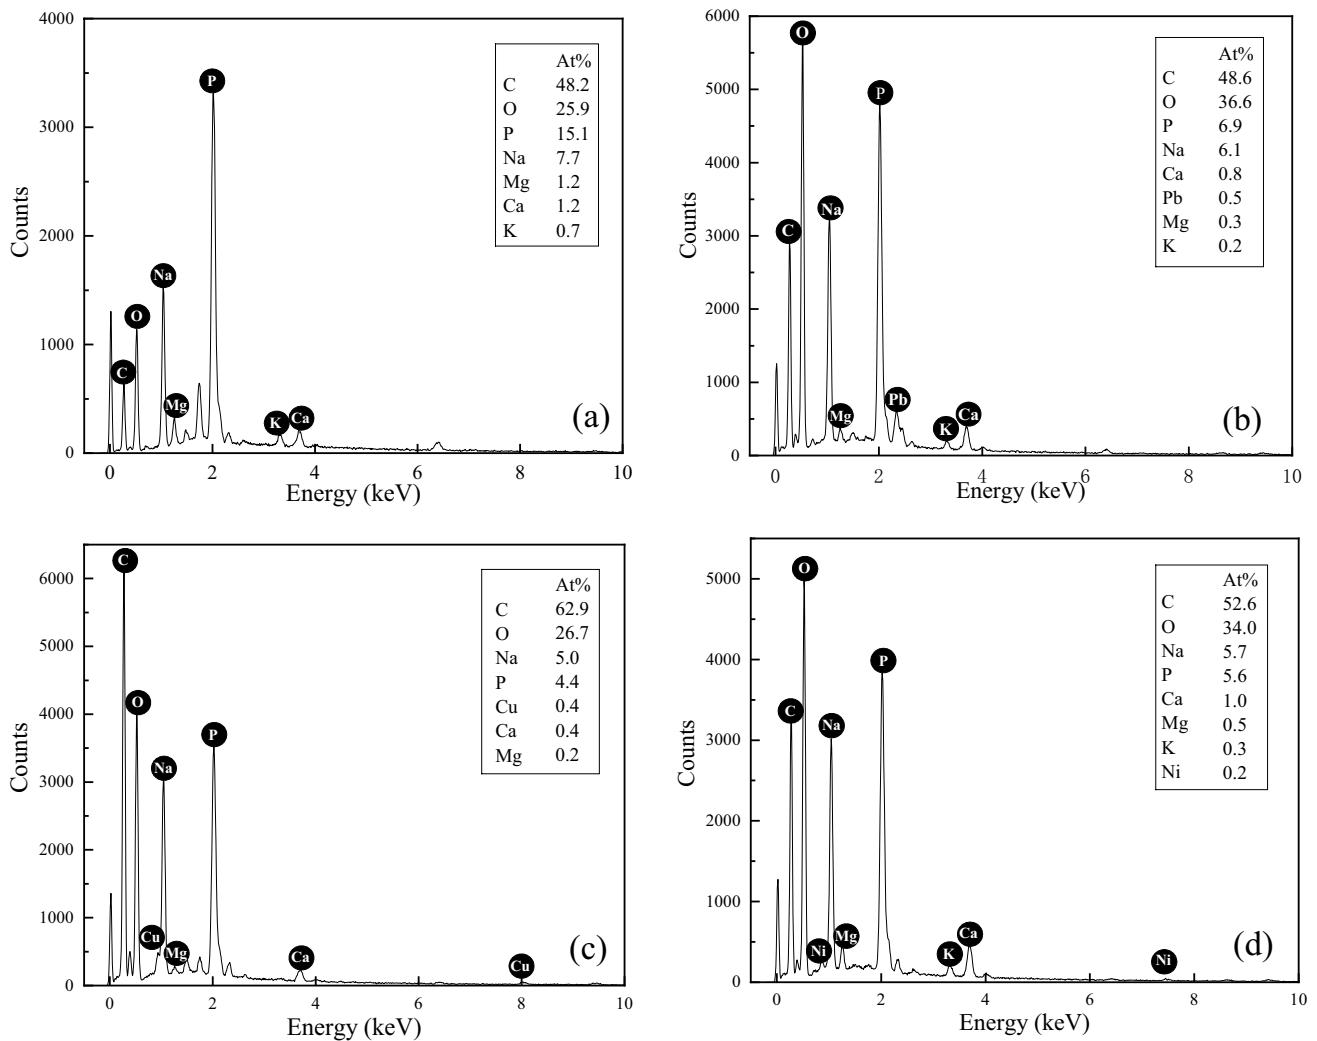 4000
3000
2000
1000
0
Counts
P
Na
O
C
Mg
K
Ca
At%
C 48.2
O 25.9
P 15.1
Na 7.7
Mg 1.2
Ca 1.2
K 0.7
(a)
0 2 4 6 8 10
Energy (keV)
6000
5000
4000
3000
2000
1000
0
Counts
O
P
Na
C
Mg
Pb
K
Ca
At%
C 48.6
O 36.6
P 6.9
Na 6.1
Ca 0.8
Pb 0.5
Mg 0.3
K 0.2
(b)
0 2 4 6 8 10
Energy (keV)
6000
5000
4000
3000
2000
1000
0
Counts
C
O
P
Na
Cu
Mg
Ca
Cu
At%
C 62.9
O 26.7
Na 5.0
P 4.4
Cu 0.4
Ca 0.4
Mg 0.2
(c)
0 2 4 6 8 10
Energy (keV)
5000
4000
3000
2000
1000
0
Counts
O
P
C
Na
Ni
Mg
K
Ca
Ni
At%
C 52.6
O 34.0
Na 5.7
P 5.6
Ca 1.0
Mg 0.5
K 0.3
Ni 0.2
(d)
0 2 4 6 8 10
Energy (keV)